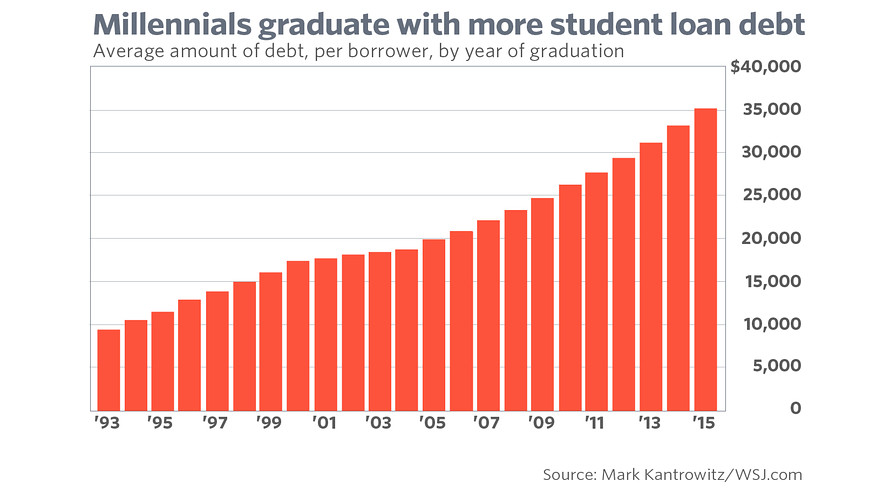 Millennials graduate with more student loan debt
Average amount of debt, per borrower, by year of graduation
$40,000
35,000
30,000
25,000
20,000
15,000
10,000
5,000
0
’93 ’95 ’97 ’99 ’01 ’03 ’05 ’07 ’09 ’11 ’13 ’15
Source: Mark Kantrowitz/WSJ.com